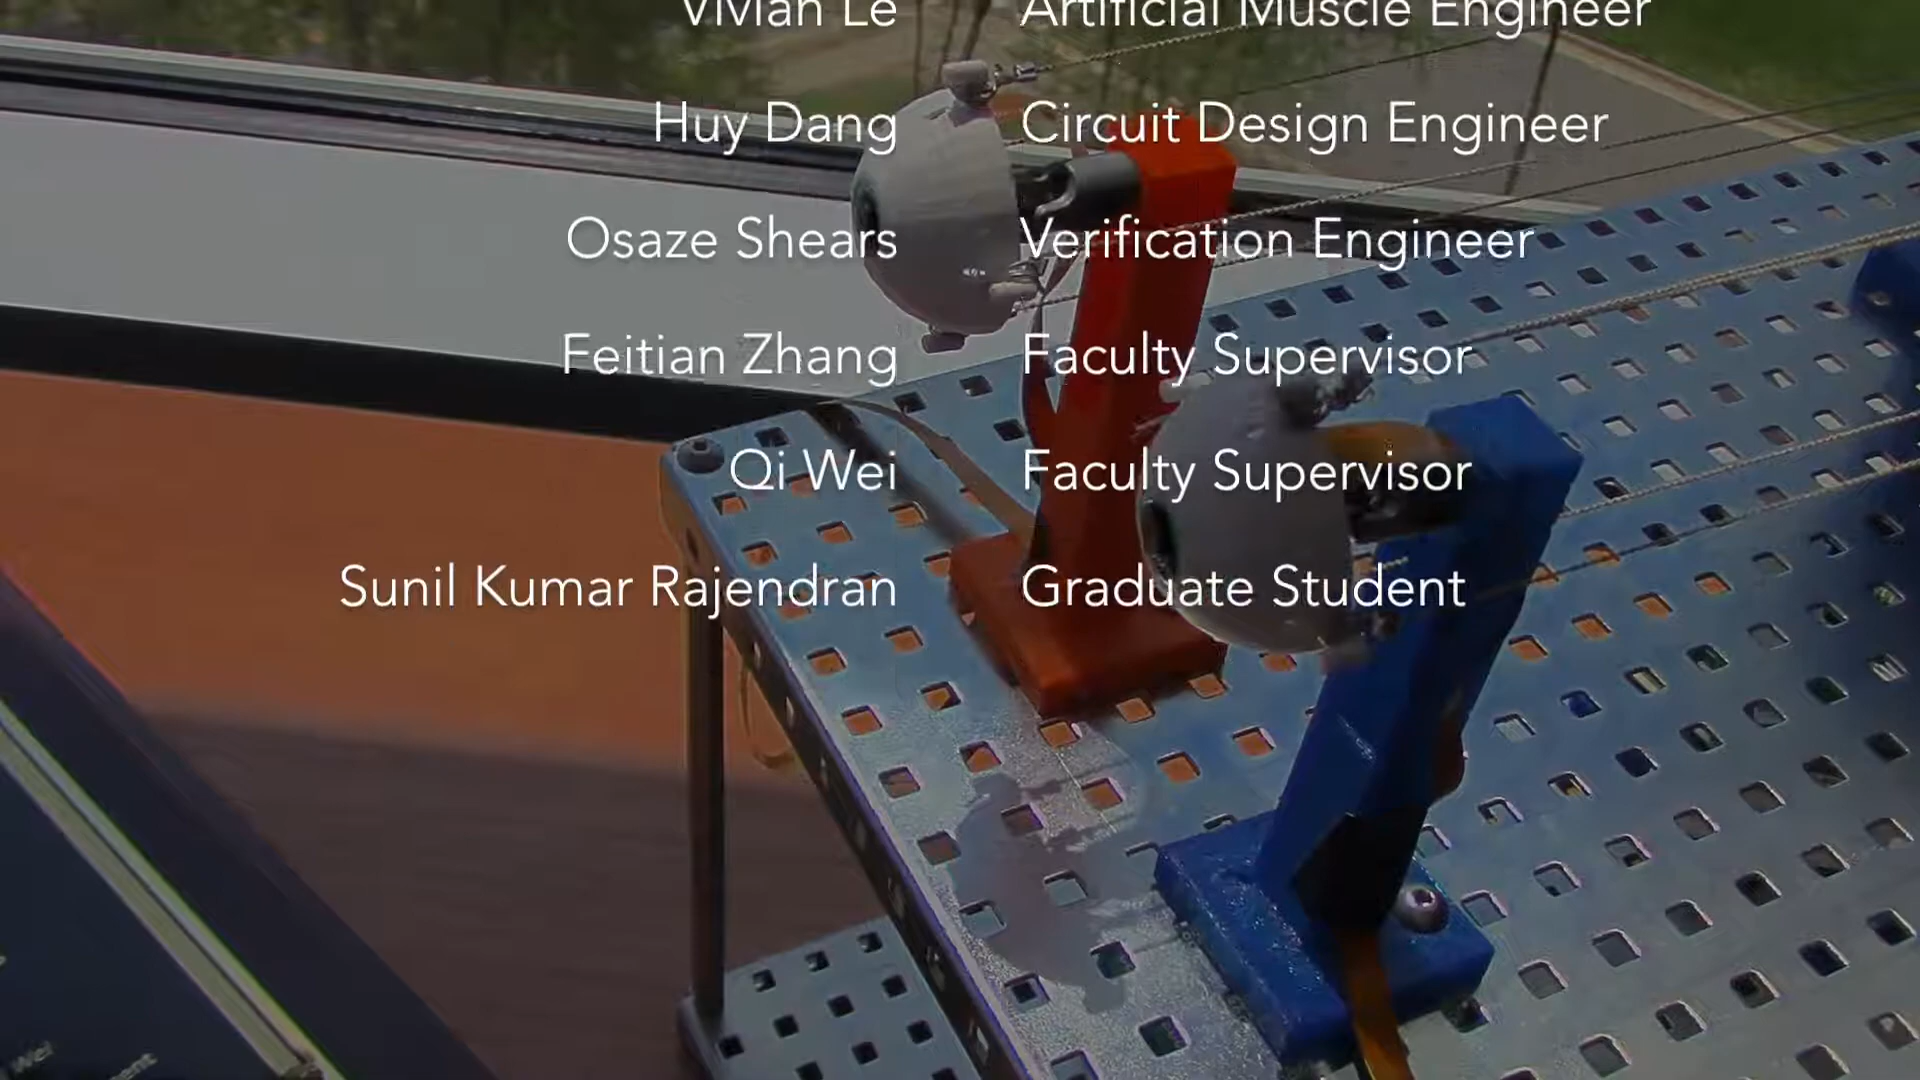 Vivian Le Artificial Muscle Engineer
Huy Dang Circuit Design Engineer
Osaze Shears Verification Engineer
Feitian Zhang Faculty Supervisor
Qi Wei Faculty Supervisor
Sunil Kumar Rajendran Graduate Student
Wei